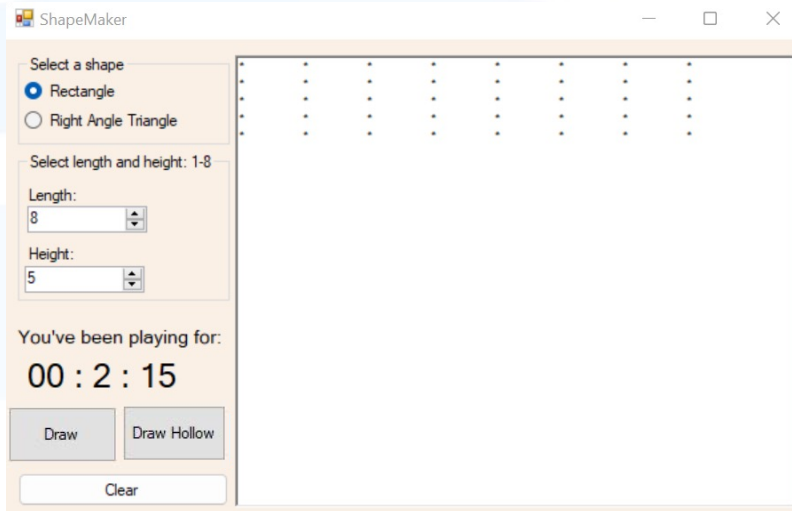 ShapeMaker
Select a shape
Rectangle
Right Angle Triangle
Select length and height: 1-8
Length:
8
Height:
5
You've been playing for:
00 : 2 : 15
Draw
Draw Hollow
Clear
* * * * * * * *
* * * * * * * *
* * * * * * * *
* * * * * * * *
* * * * * * * *